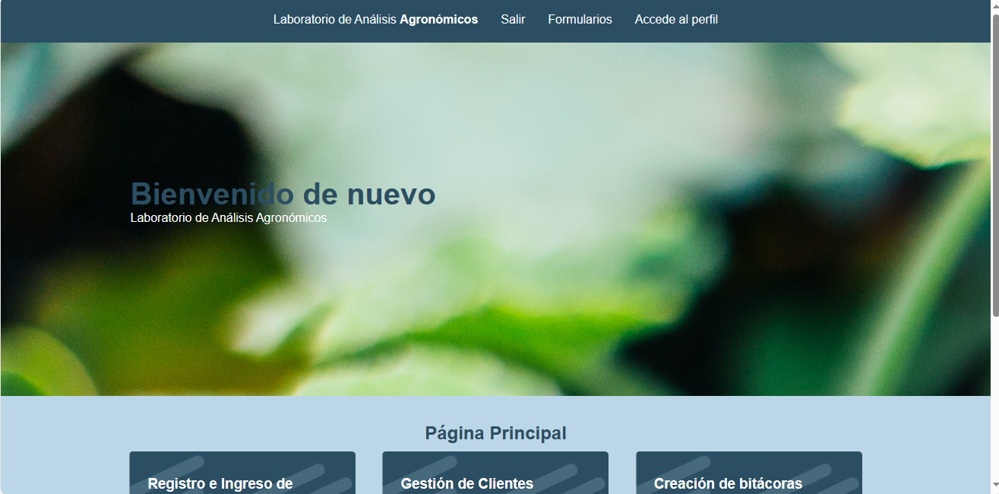 Laboratorio de Análisis Agronómicos Salir Formularios Accede al perfil
Bienvenido de nuevo
Laboratorio de Análisis Agronómicos
Página Principal
Registro e Ingreso de
Gestión de Clientes
Creación de bitácoras